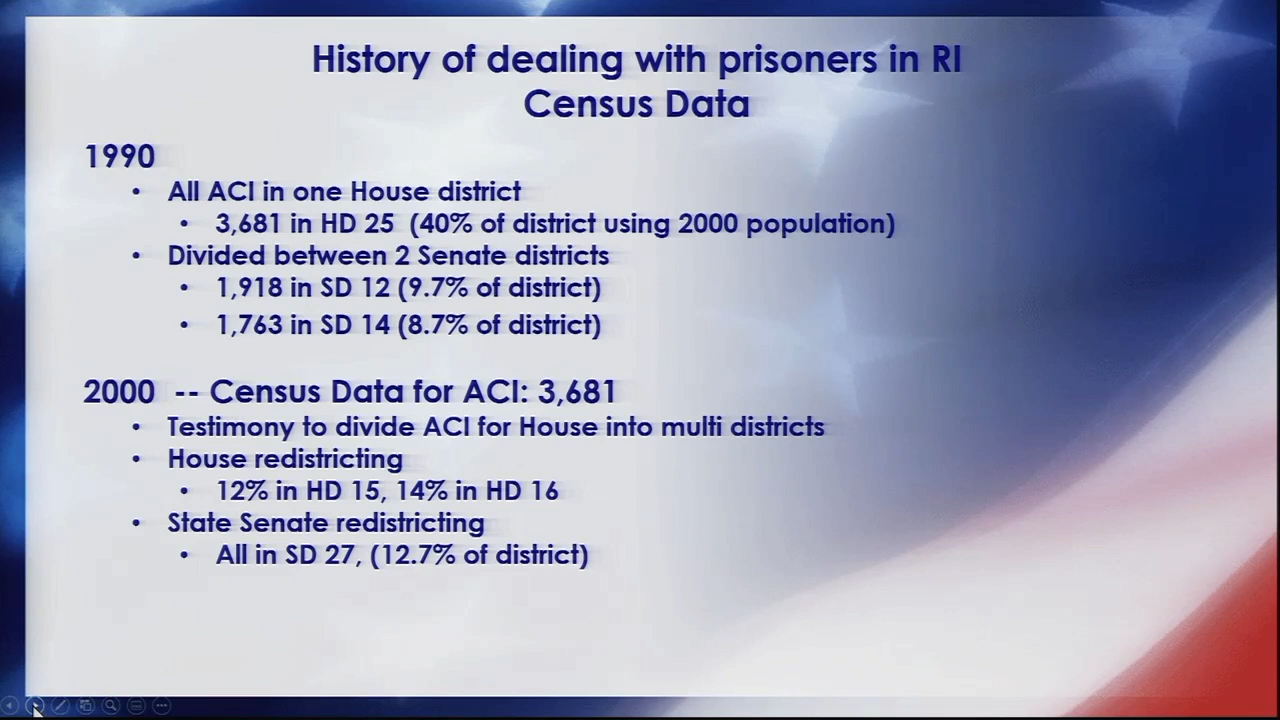 History of dealing with prisoners in RI
Census Data
1990
• All ACI in one House district
• 3,681 in HD 25 (40% of district using 2000 population)
• Divided between 2 Senate districts
• 1,918 in SD 12 (9.7% of district)
• 1,763 in SD 14 (8.7% of district)
2000 -- Census Data for ACI: 3,681
• Testimony to divide ACI for House into multi districts
• House redistricting
• 12% in HD 15, 14% in HD 16
• State Senate redistricting
• All in SD 27, (12.7% of district)